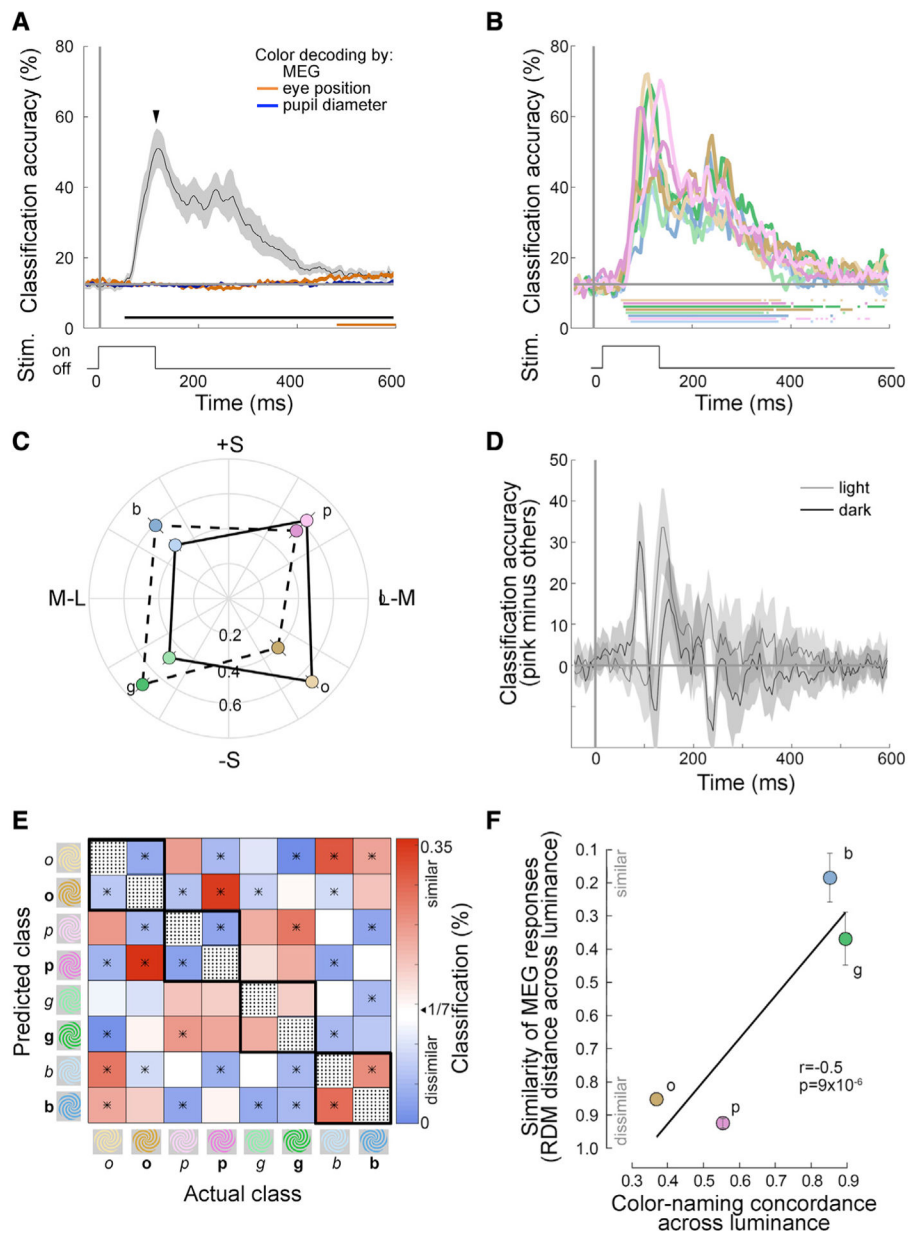 A
Color decoding by:
MEG
eye position
pupil diameter
Classification accuracy (%)
80
60
40
20
0
Stim.
on
off
0
200
400
600
Time (ms)
B
Classification accuracy (%)
80
60
40
20
0
Stim.
0
200
400
600
Time (ms)
C
+S
b
p
M-L
L-M
0.2
0.4
0.6
g
o
-S
D
Classification accuracy
(pink minus others)
50
40
30
20
10
0
light
dark
0
200
400
600
Time (ms)
E
Predicted class
o
o
p
p
g
g
b
b
o
o
p
p
g
g
b
b
Actual class
0.35
similar
◂1/7
dissimilar
0
Classification (%)
F
Similarity of MEG responses
(RDM distance across luminance)
similar
dissimilar
0.1
0.2
0.3
0.4
0.5
0.6
0.7
0.8
0.9
1.0
b
g
o
p
r=-0.5
p=9x10⁻⁶
0.3
0.4
0.5
0.6
0.7
0.8
0.9
Color-naming concordance
across luminance